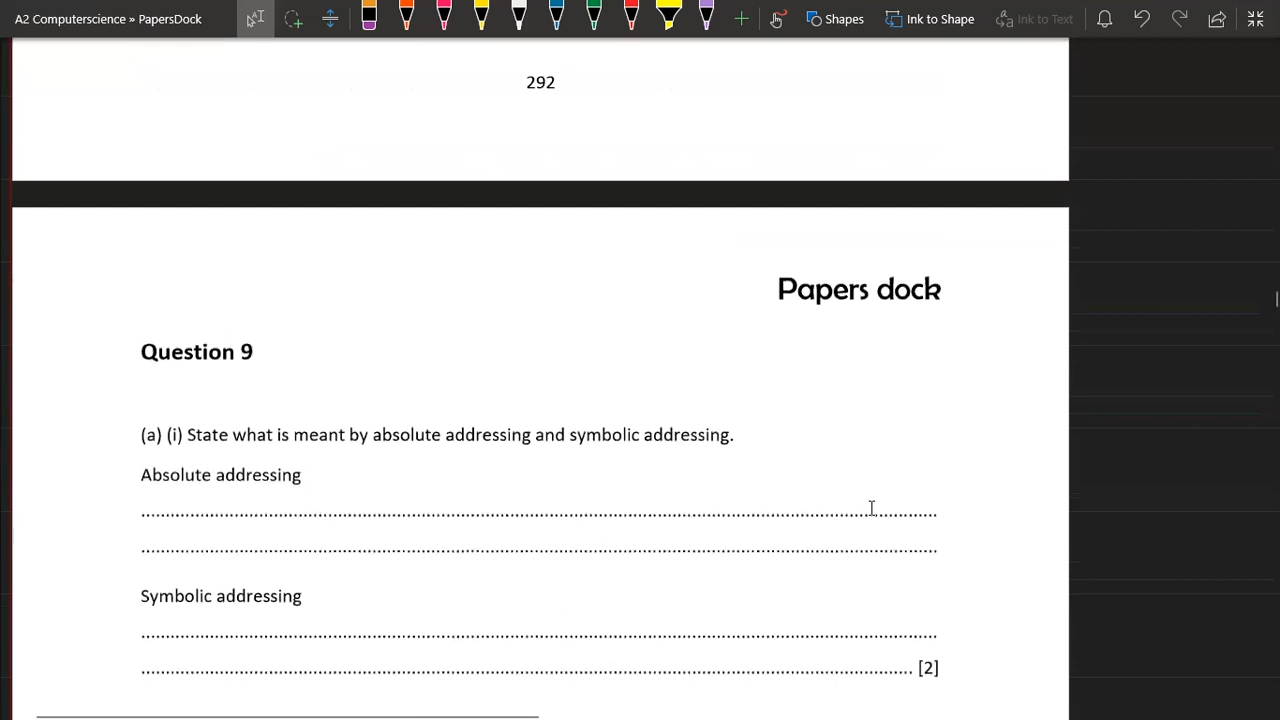 A2 Computerscience » PapersDock
Shapes
Ink to Shape
Ink to Text
292
Papers dock
Question 9
(a) (i) State what is meant by absolute addressing and symbolic addressing.
Absolute addressing
................................................................................
................................................................................
Symbolic addressing
................................................................................
................................................................................ [2]